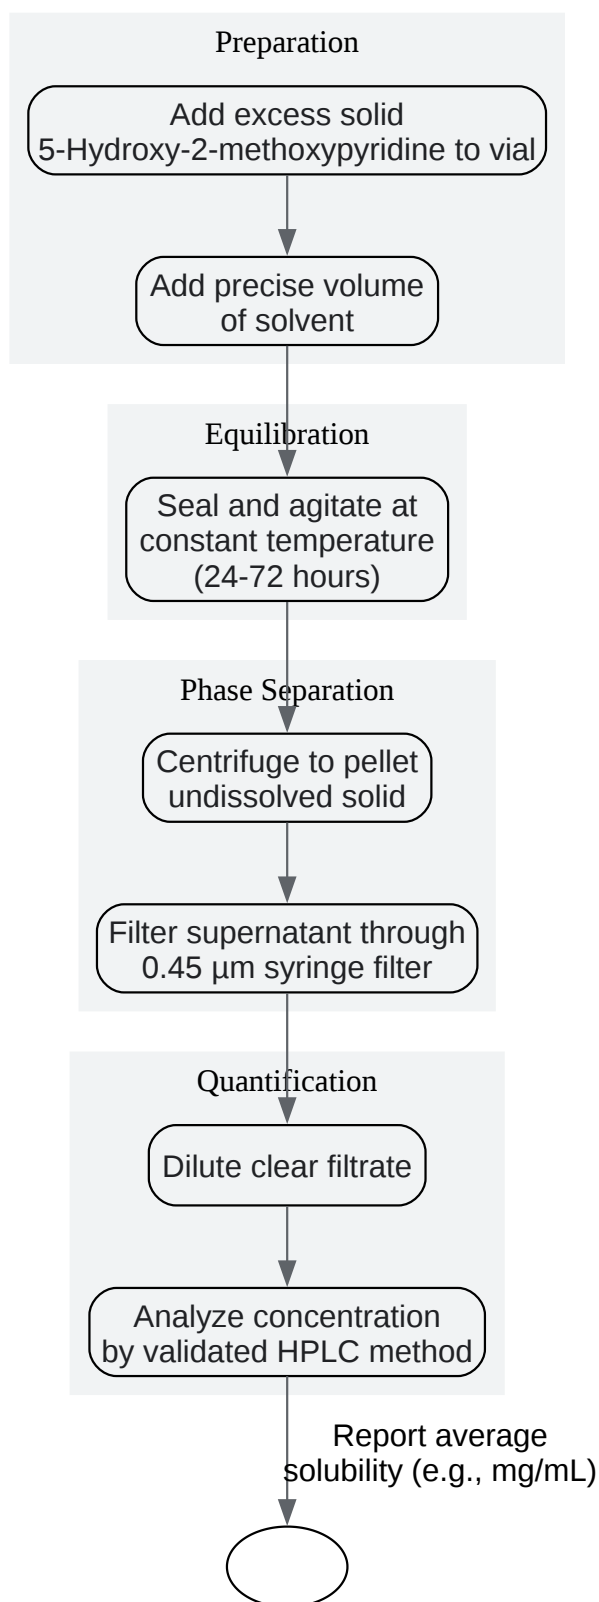 Preparation
Add excess solid
5-Hydroxy-2-methoxypyridine to vial
Add precise volume
of solvent
Equilibration
Seal and agitate at
constant temperature
(24-72 hours)
Phase Separation
Centrifuge to pellet
undissolved solid
Filter supernatant through
0.45 µm syringe filter
Quantification
Dilute clear filtrate
Analyze concentration
by validated HPLC method
Report average
solubility (e.g., mg/mL)